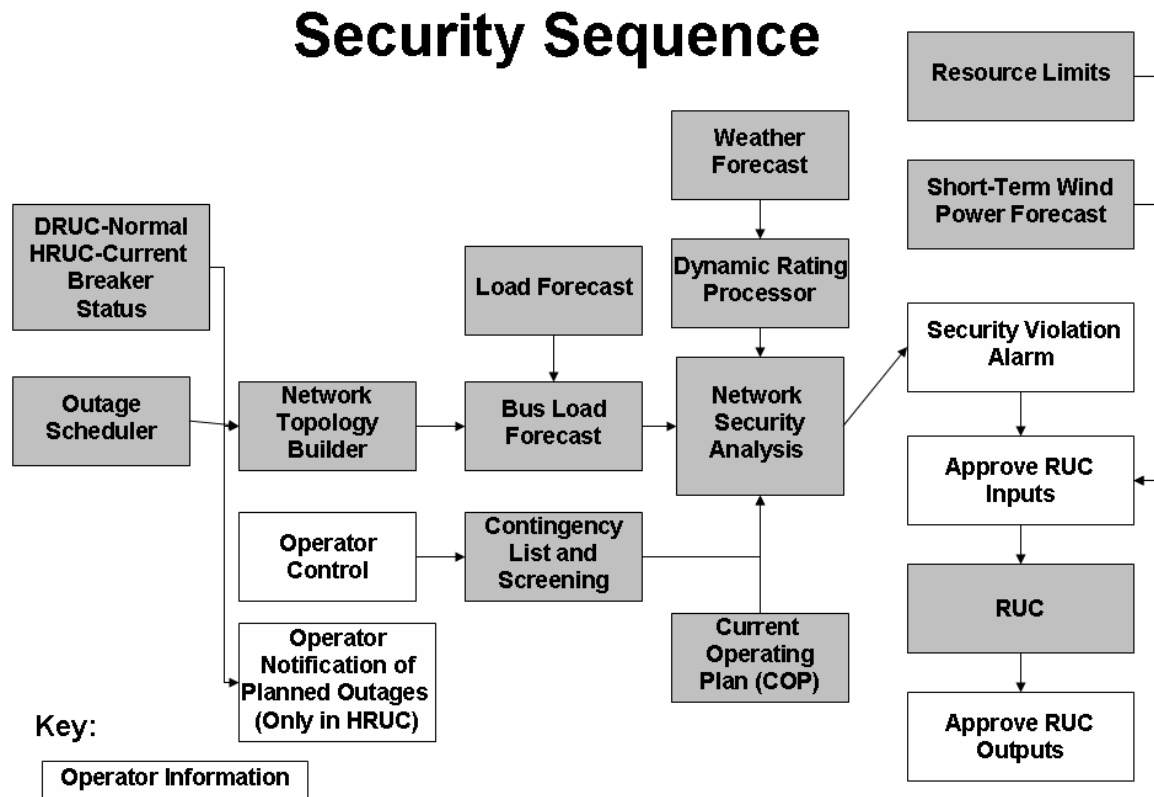 Security Sequence
Resource Limits
Weather
Forecast
Short-Term Wind
Power Forecast
DRUC-Normal
HRUC-Current
Breaker
Status
Load Forecast
Dynamic Rating
Processor
Security Violation
Alarm
Outage
Scheduler
Network
Topology
Builder
Bus Load
Forecast
Network
Security
Analysis
Approve RUC
Inputs
Operator
Control
Contingency
List and
Screening
RUC
Operator
Notification of
Planned Outages
(Only in HRUC)
Current
Operating
Plan (COP)
Approve RUC
Outputs
Key:
Operator Information